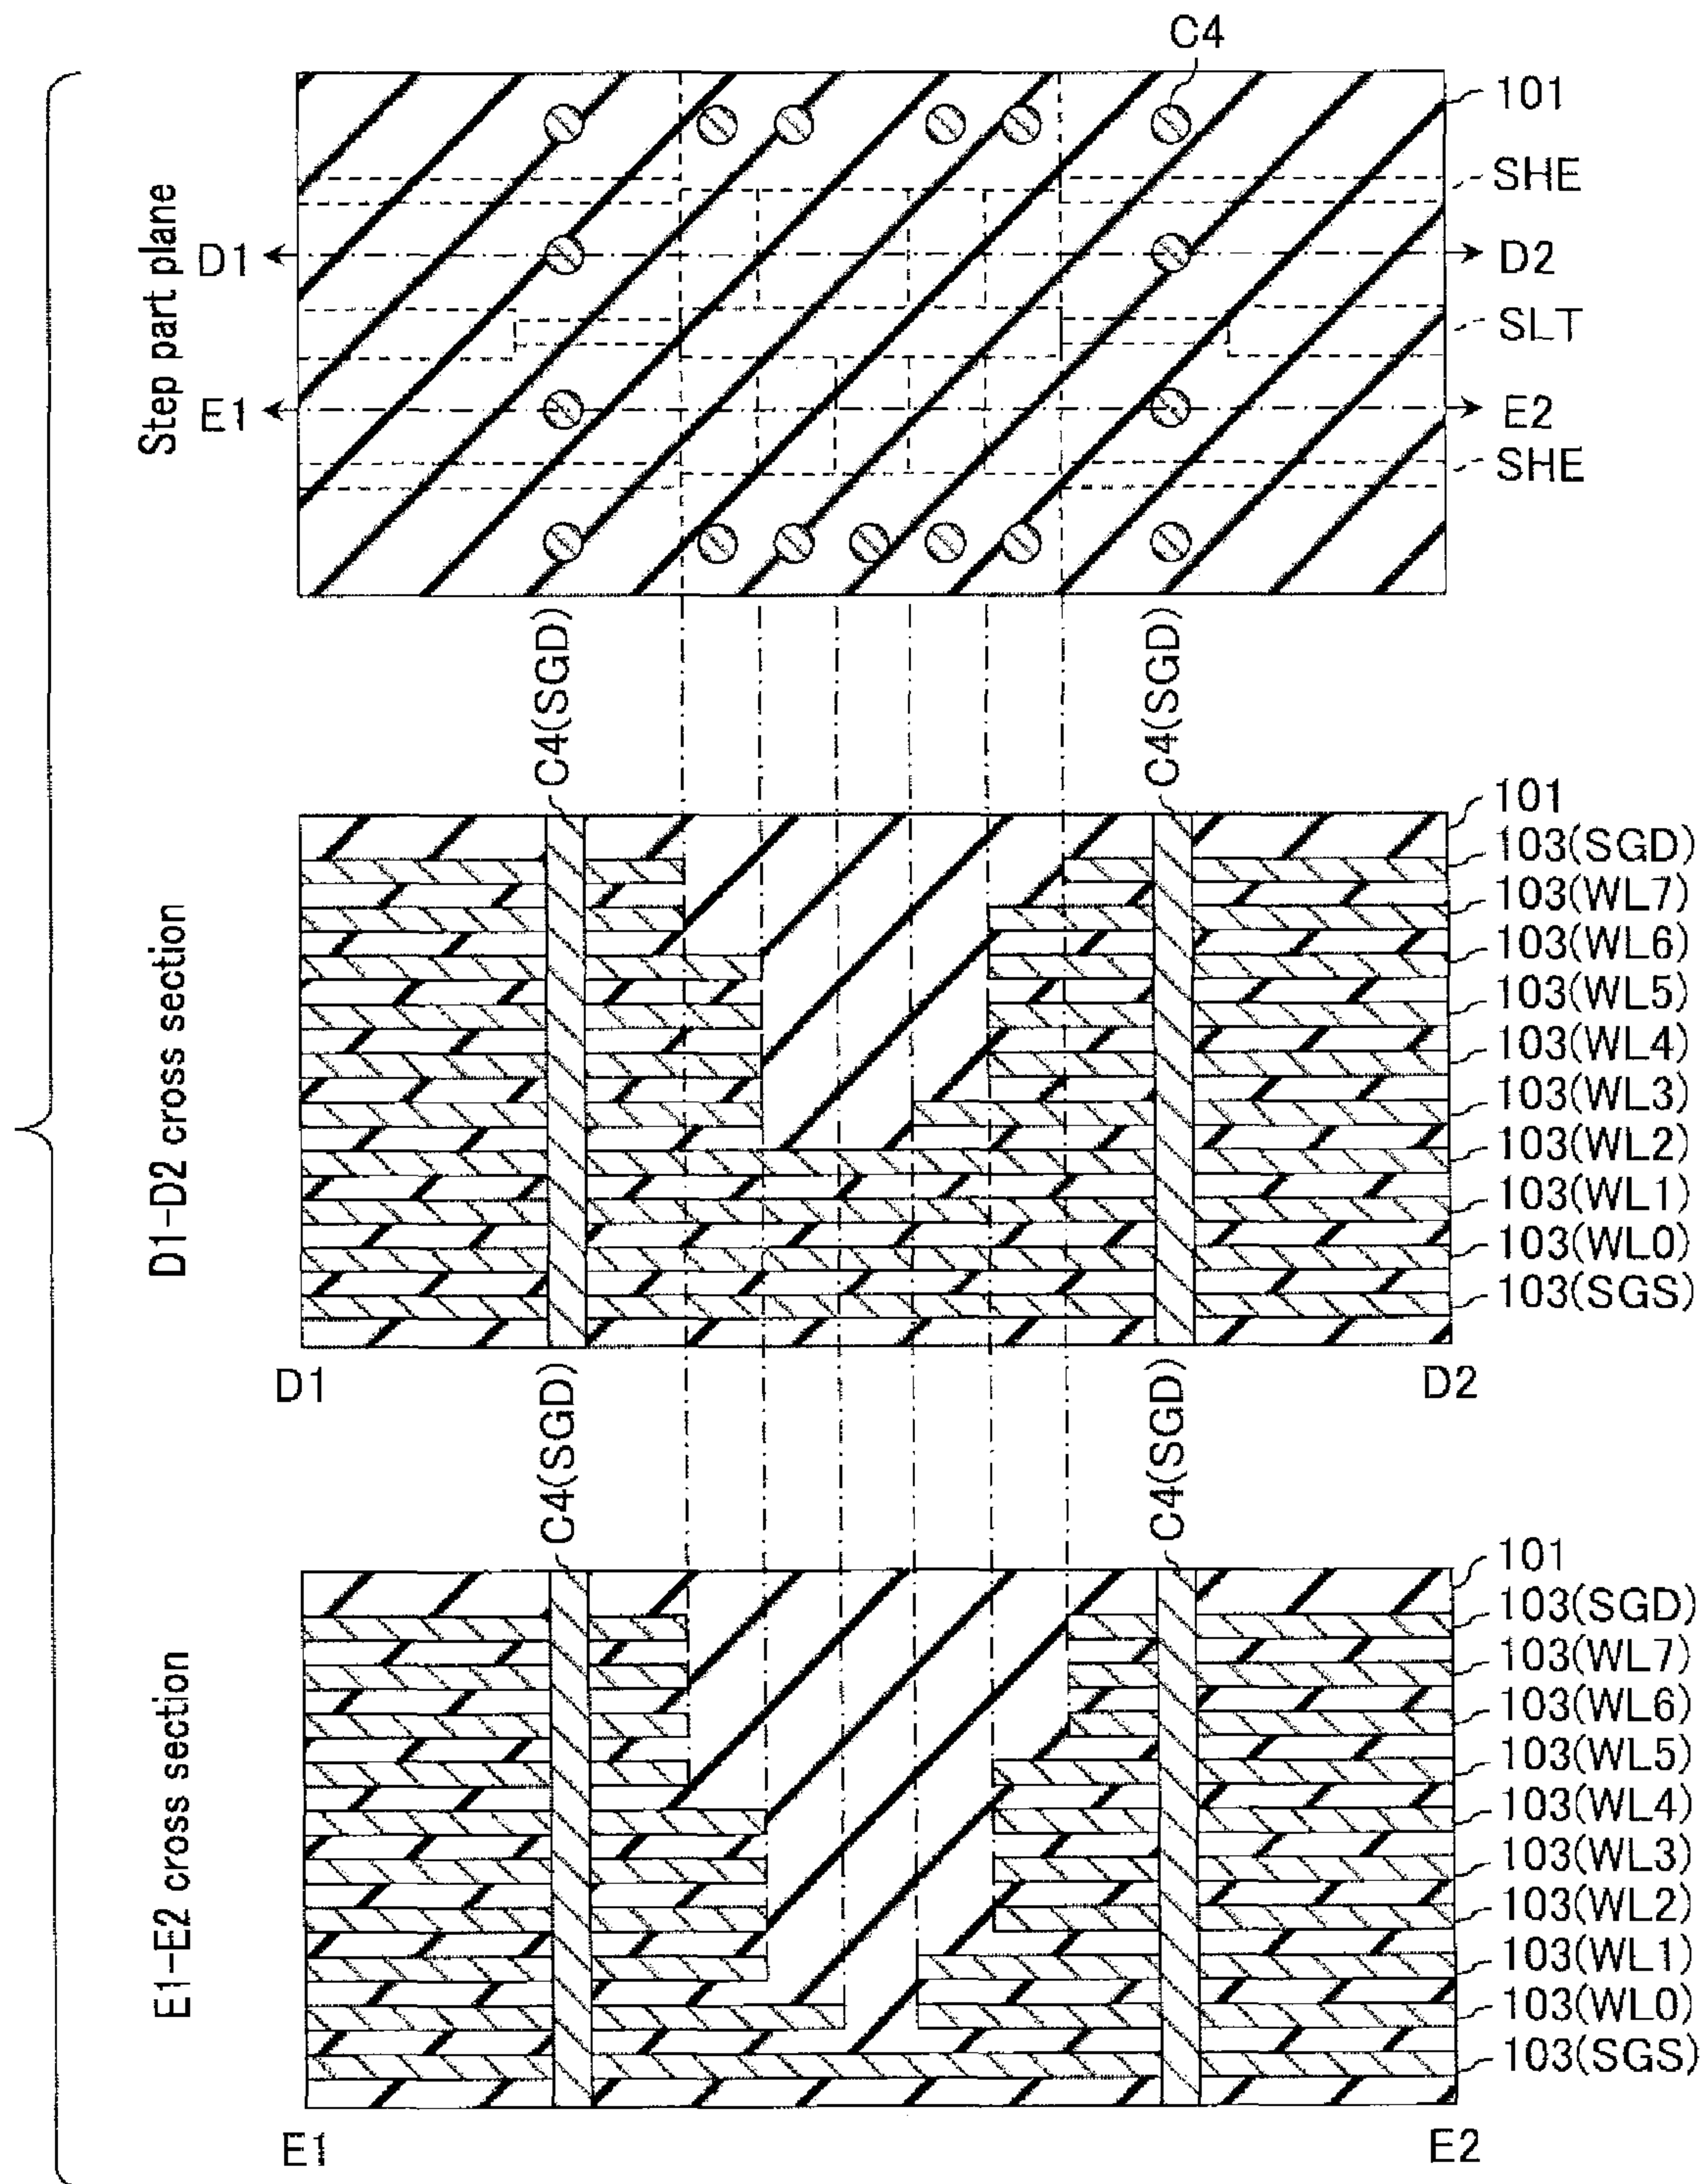 C4
101
SHE
Step part plane
D1
D2
SLT
E1
E2
SHE
C4(SGD)
C4(SGD)
D1-D2 cross section
101
103(SGD)
103(WL7)
103(WL6)
103(WL5)
103(WL4)
103(WL3)
103(WL2)
103(WL1)
103(WL0)
103(SGS)
D1
D2
C4(SGD)
C4(SGD)
E1-E2 cross section
101
103(SGD)
103(WL7)
103(WL6)
103(WL5)
103(WL4)
103(WL3)
103(WL2)
103(WL1)
103(WL0)
103(SGS)
E1
E2